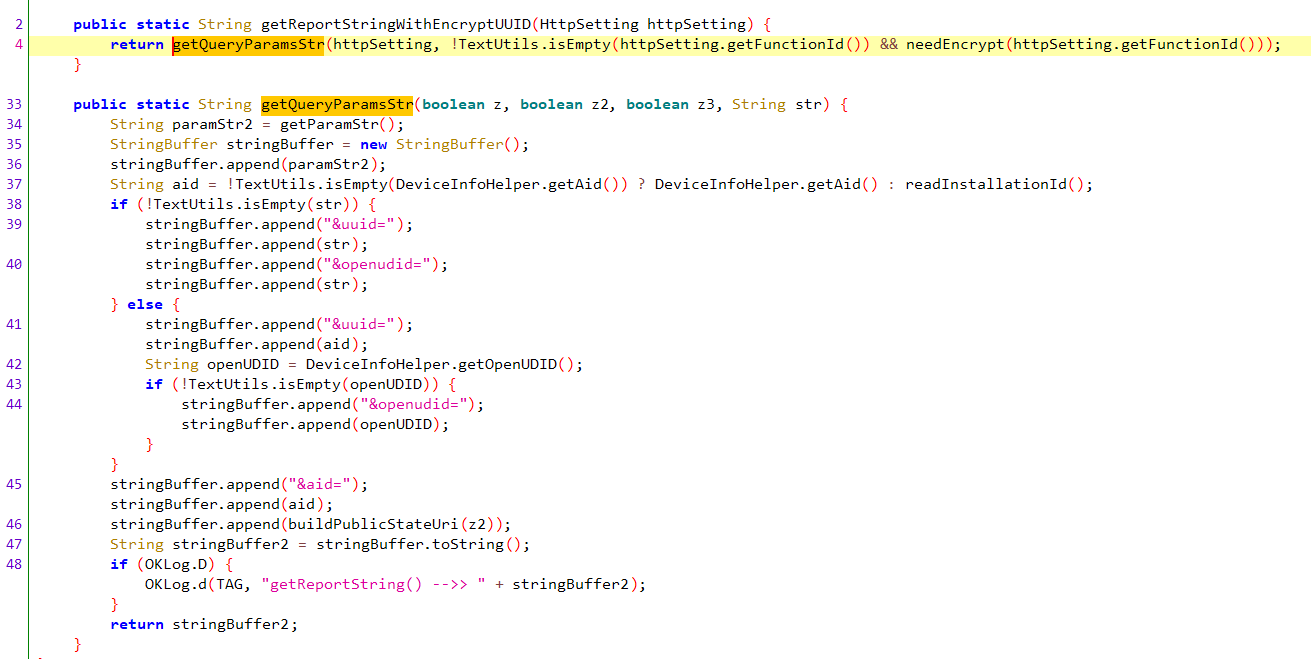 2 public static String getReportStringWithEncryptUUID(HttpSetting httpSetting) {
4 return getQueryParamsStr(httpSetting, !TextUtils.isEmpty(httpSetting.getFunctionId()) && needEncrypt(httpSetting.getFunctionId()));
}
33 public static String getQueryParamsStr(boolean z, boolean z2, boolean z3, String str) {
34 String paramStr2 = getParamStr();
35 StringBuffer stringBuffer = new StringBuffer();
36 stringBuffer.append(paramStr2);
37 String aid = !TextUtils.isEmpty(DeviceInfoHelper.getAid()) ? DeviceInfoHelper.getAid() : readInstallationId();
38 if (!TextUtils.isEmpty(str)) {
39 stringBuffer.append("&uuid=");
stringBuffer.append(str);
40 stringBuffer.append("&openudid=");
stringBuffer.append(str);
} else {
41 stringBuffer.append("&uuid=");
stringBuffer.append(aid);
42 String openUDID = DeviceInfoHelper.getOpenUDID();
43 if (!TextUtils.isEmpty(openUDID)) {
44 stringBuffer.append("&openudid=");
stringBuffer.append(openUDID);
}
}
45 stringBuffer.append("&aid=");
stringBuffer.append(aid);
46 stringBuffer.append(buildPublicStateUri(z2));
47 String stringBuffer2 = stringBuffer.toString();
48 if (OKLog.D) {
OKLog.d(TAG, "getReportString() -->> " + stringBuffer2);
}
return stringBuffer2;
}